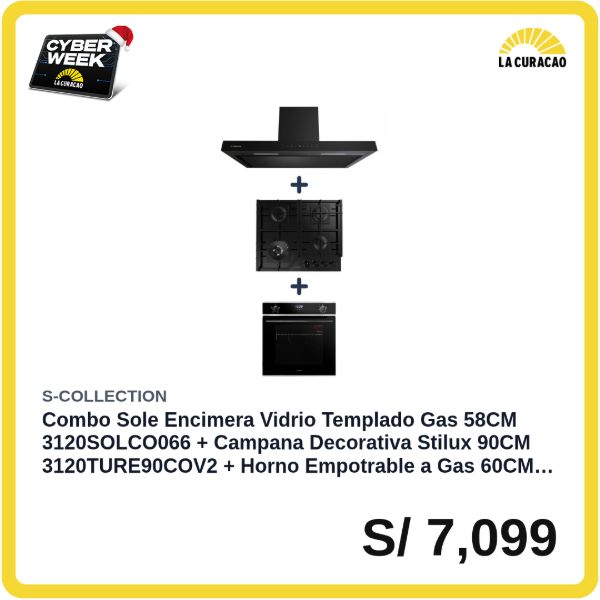 CYBER
WEEK
LA CURACAO
LA CURACAO
S-COLLECTION
Combo Sole Encimera Vidrio Templado Gas 58CM
3120SOLCO066 + Campana Decorativa Stilux 90CM
3120TURE90COV2 + Horno Empotrable a Gas 60CM…
S/ 7,099